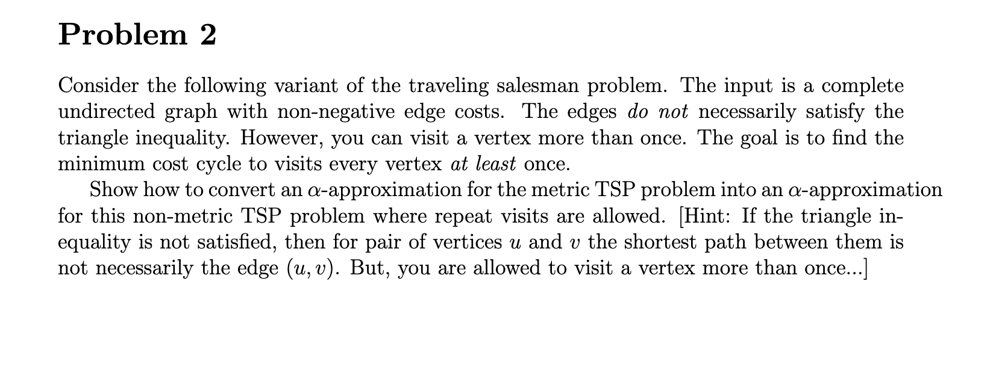 Problem 2
Consider the following variant of the traveling salesman problem. The input is a complete
undirected graph with non-negative edge costs. The edges do not necessarily satisfy the
triangle inequality. However, you can visit a vertex more than once. The goal is to find the
minimum cost cycle to visits every vertex at least once.
Show how to convert an α-approximation for the metric TSP problem into an α-approximation
for this non-metric TSP problem where repeat visits are allowed. [Hint: If the triangle in-
equality is not satisfied, then for pair of vertices u and v the shortest path between them is
not necessarily the edge (u, v). But, you are allowed to visit a vertex more than once...]